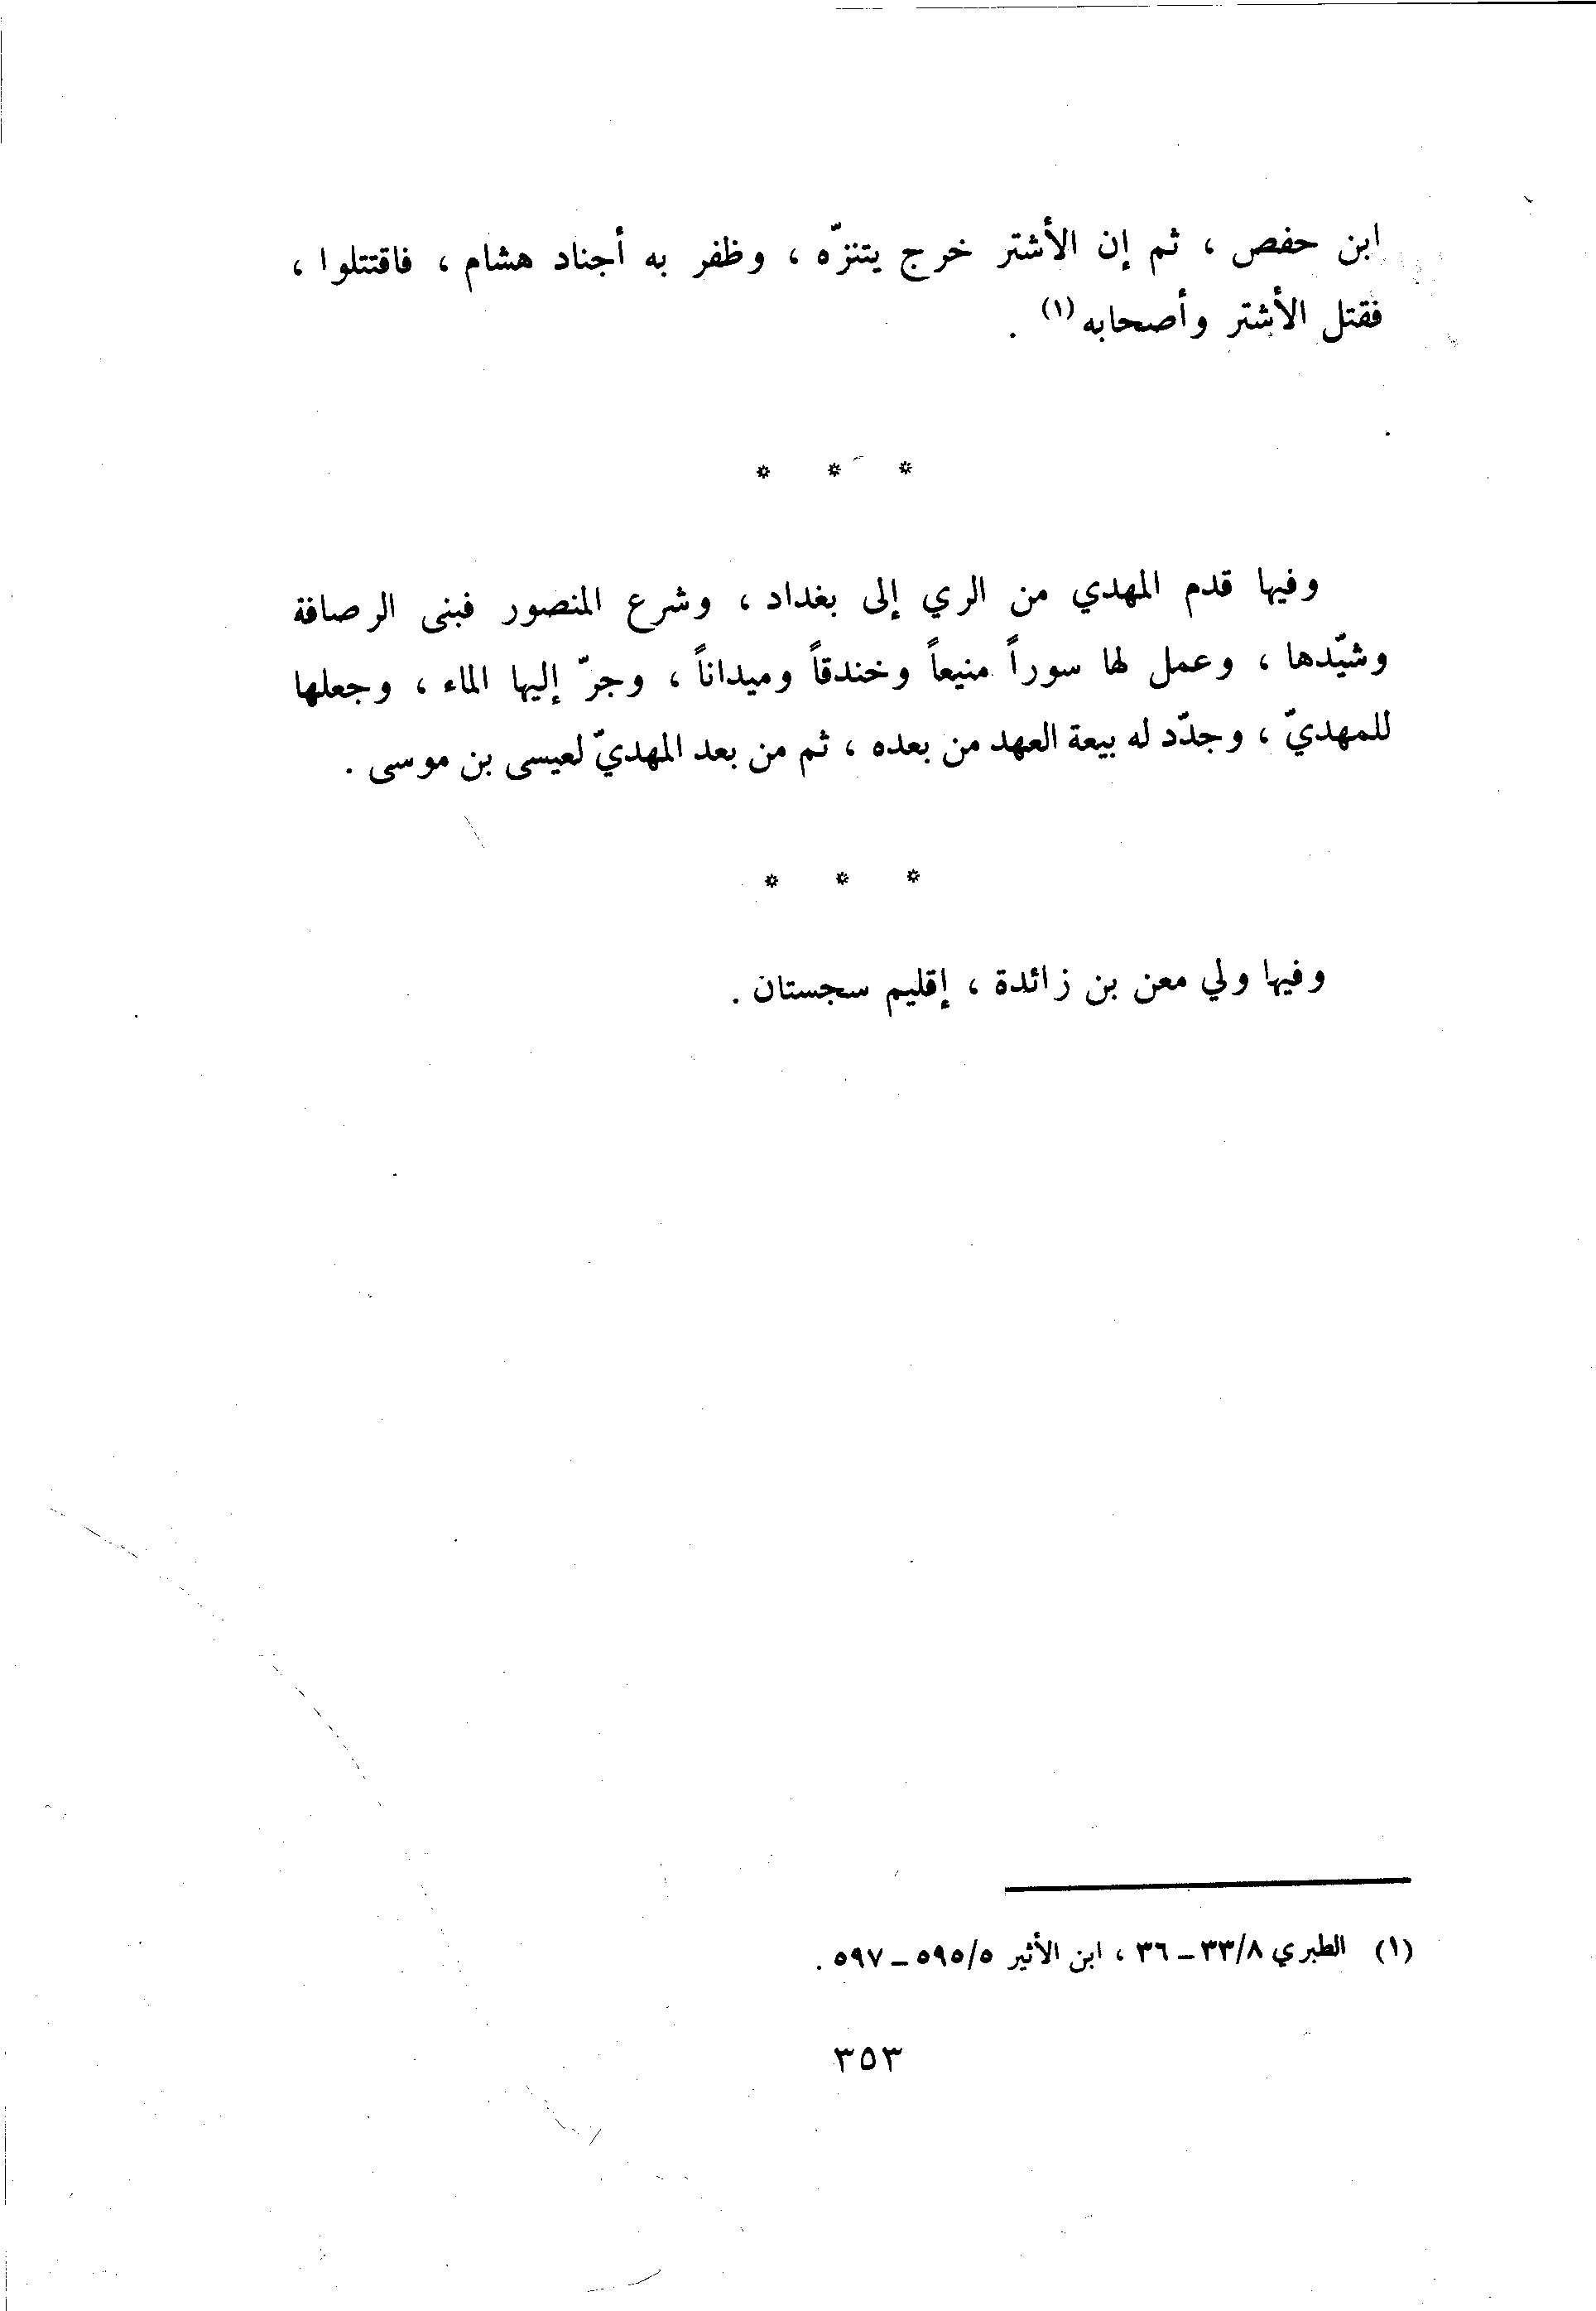 ابن حفص ، ثم إن الأشتر خرج يتنزّه ، وظفر به أجناد هشام ، فاقتتلوا ،
فقتل الأشتر وأصحابه (١) .
* * *
وفيها قدم المهدي من الري إلى بغداد ، وشرع المنصور فبنى الرصافة
وشيّدها ، وعمل لها سوراً منيعاً وخندقاً وميداناً ، وجرّ إليها الماء ، وجعلها
للمهديّ ، وجدّد له بيعة العهد من بعده ، ثم من بعد المهديّ لعيسى بن موسى .
* * *
وفيها ولي معن بن زائدة ، إقليم سجستان .
(١) الطبري ٣٣/٨ – ٣٦ ، ابن الأثير ٥٩٥/٥ – ٥٩٧ .
٣٥٣